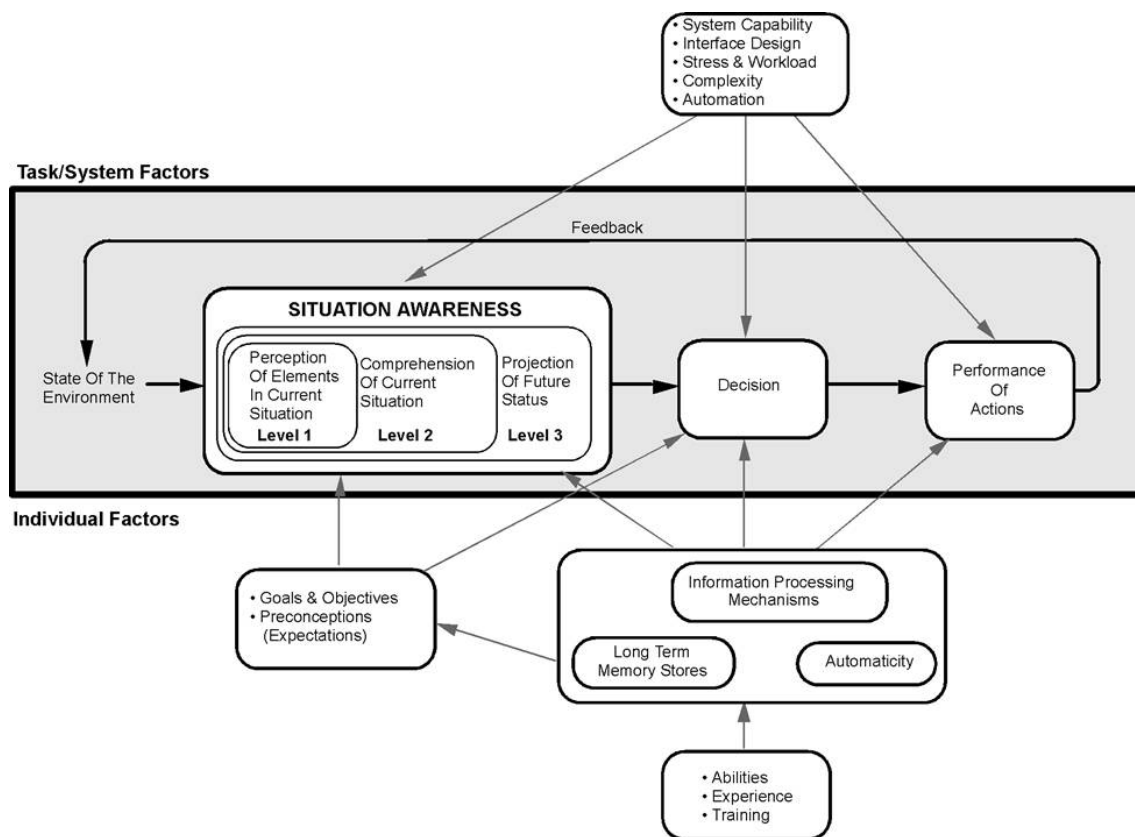 • System Capability
• Interface Design
• Stress & Workload
• Complexity
• Automation
Task/System Factors
Feedback
SITUATION AWARENESS
State Of The
Environment
Perception
Of Elements
In Current
Situation
Level 1
Comprehension
Of Current
Situation
Level 2
Projection
Of Future
Status
Level 3
Decision
Performance
Of
Actions
Individual Factors
• Goals & Objectives
• Preconceptions
(Expectations)
Information Processing
Mechanisms
Long Term
Memory Stores
Automaticity
• Abilities
• Experience
• Training